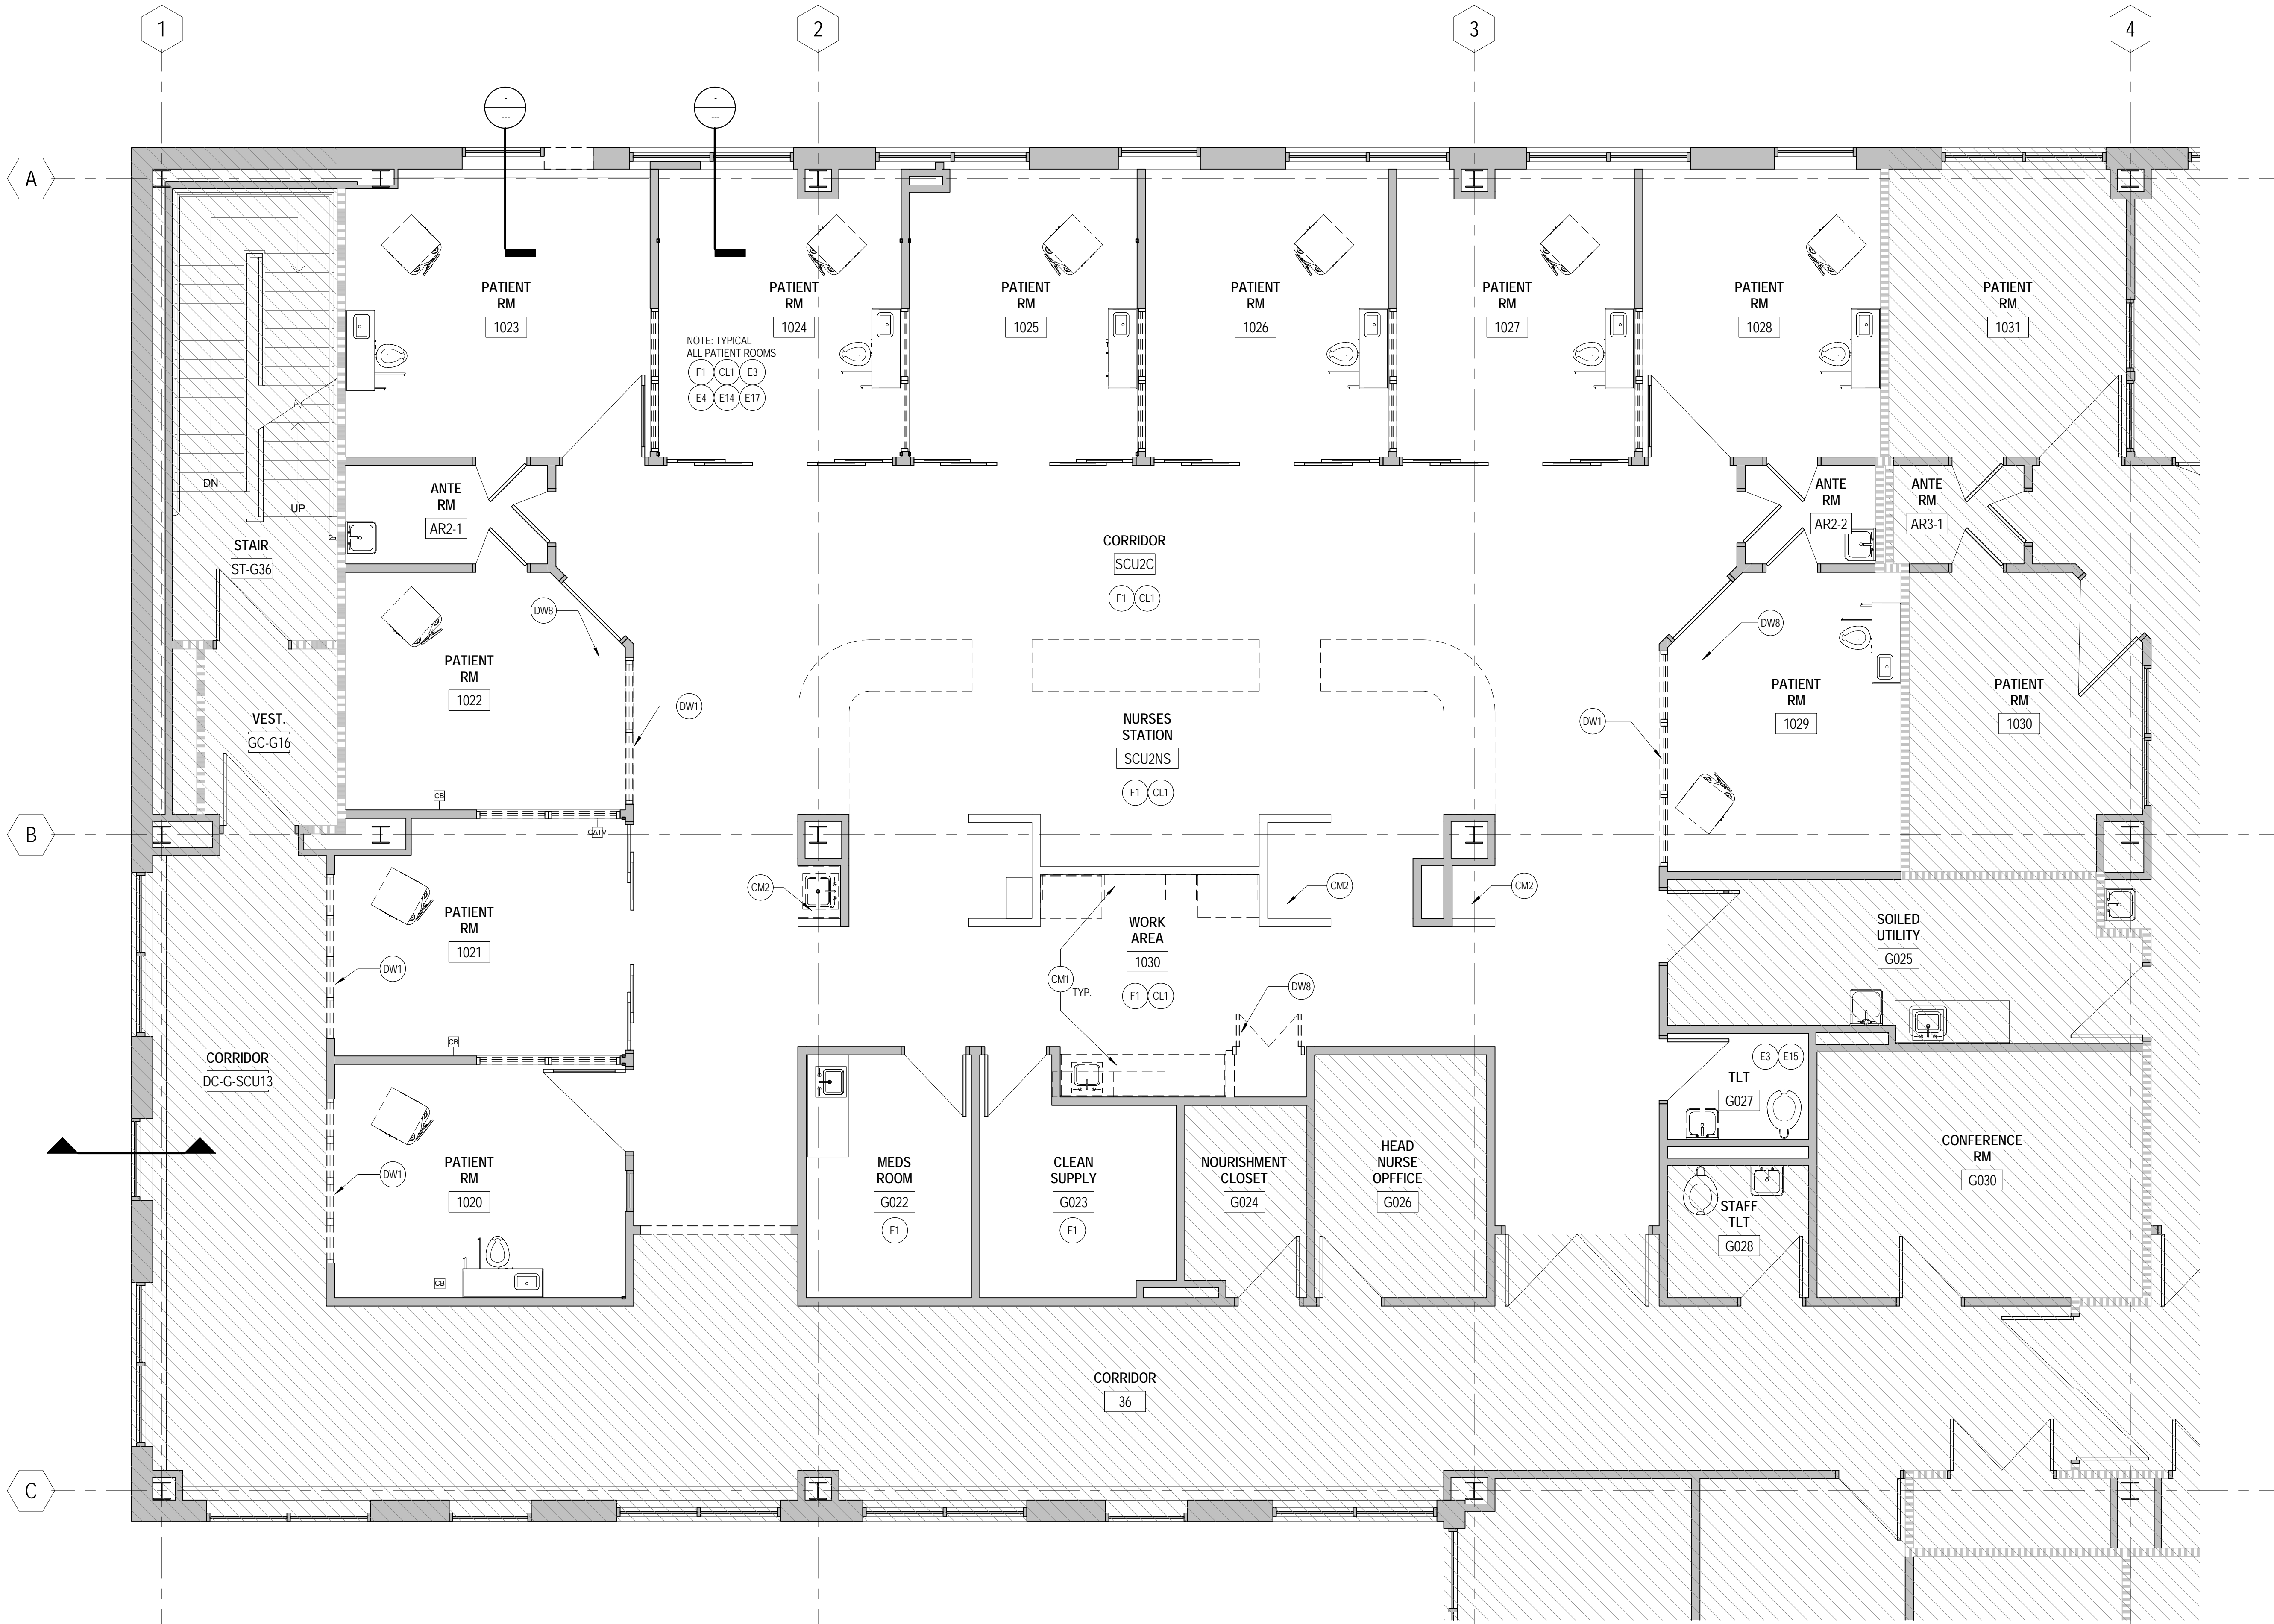 1
2
3
4
-
---
-
---
A
PATIENT
RM
1023
PATIENT
RM
1024
PATIENT
RM
1025
PATIENT
RM
1026
PATIENT
RM
1027
PATIENT
RM
1028
PATIENT
RM
1031
NOTE: TYPICAL
ALL PATIENT ROOMS
F1 CL1 E3
E4 E14 E17
DN
UP
ANTE
RM
AR2-1
ANTE
RM
AR2-2
ANTE
RM
AR3-1
STAIR
ST-G36
CORRIDOR
SCU2C
F1 CL1
DW8
DW8
PATIENT
RM
1022
DW1
VEST.
GC-G16
NURSES
STATION
SCU2NS
F1 CL1
DW1
PATIENT
RM
1029
PATIENT
RM
1030
CB
CATV
B
CM2
CM2
CM2
PATIENT
RM
1021
DW1
WORK
AREA
1030
F1 CL1
CM1
TYP.
DW8
SOILED
UTILITY
G025
CB
CORRIDOR
DC-G-SCU13
E3 E15
TLT
G027
PATIENT
RM
1020
DW1
CB
MEDS
ROOM
G022
F1
CLEAN
SUPPLY
G023
F1
NOURISHMENT
CLOSET
G024
HEAD
NURSE
OPFFICE
G026
STAFF
TLT
G028
CONFERENCE
RM
G030
CORRIDOR
36
C